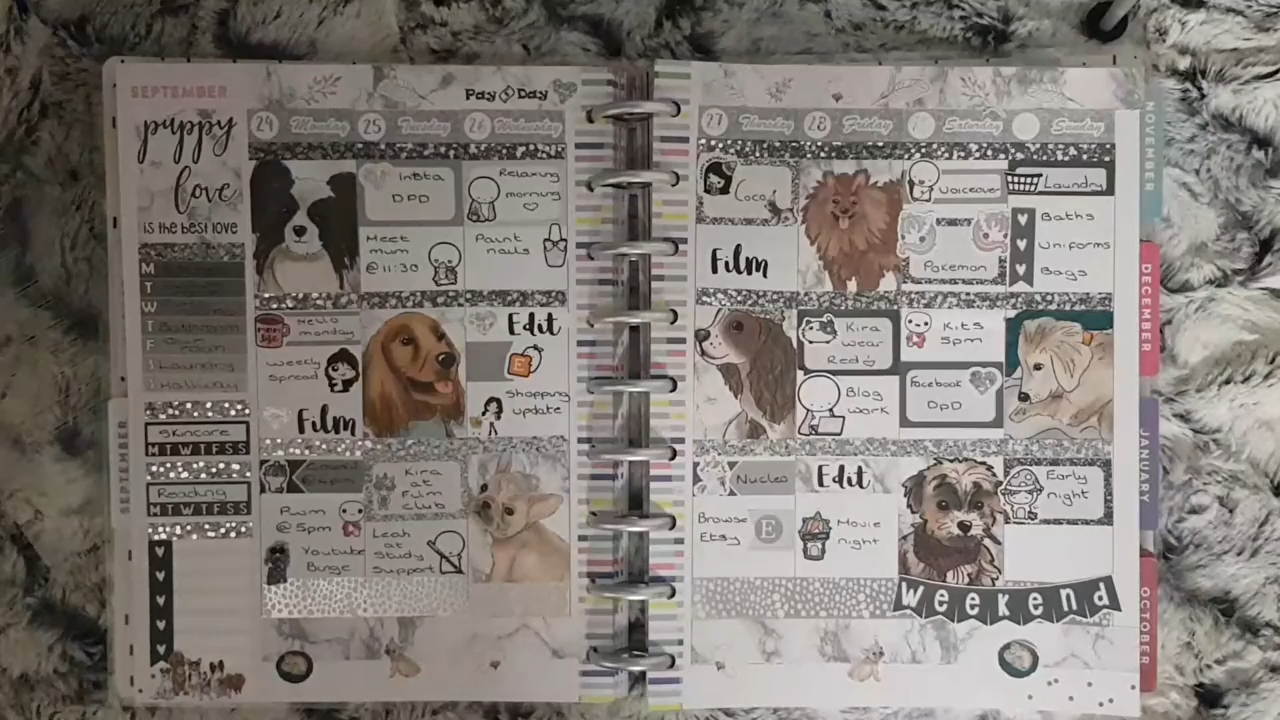 SEPTEMBER
puppy
love
is the best love
M
T
W
T
F
S Laundry
S Hallway
Skincare
MTWTFSS
Reading
MTWTFSS
SEPTEMBER
Pay Day
24 Monday
25 Tuesday
26 Wednesday
Insta
DPD
Relaxing
morning
Meet
mum
@ 11:30
Paint
nails
Hello
monday
Weekly
spread
Film
Edit
E
Shopping
update
@ 4pm
Rwm
@ 5pm
Youtube
Binge
Kira
at
Film
club
Leah
at
Study
Support
27 Thursday
28 Friday
Saturday
Sunday
Coco
Film
Voiceover
Pokemon
Laundry
Baths
Uniforms
Bags
Kira
wear
Red
Blog
work
Kits
5pm
Facebook
DpD
Nucleo
Browse
Etsy
E
Edit
Movie
night
Early
night
weekend
NOVEMBER
DECEMBER
JANUARY
OCTOBER